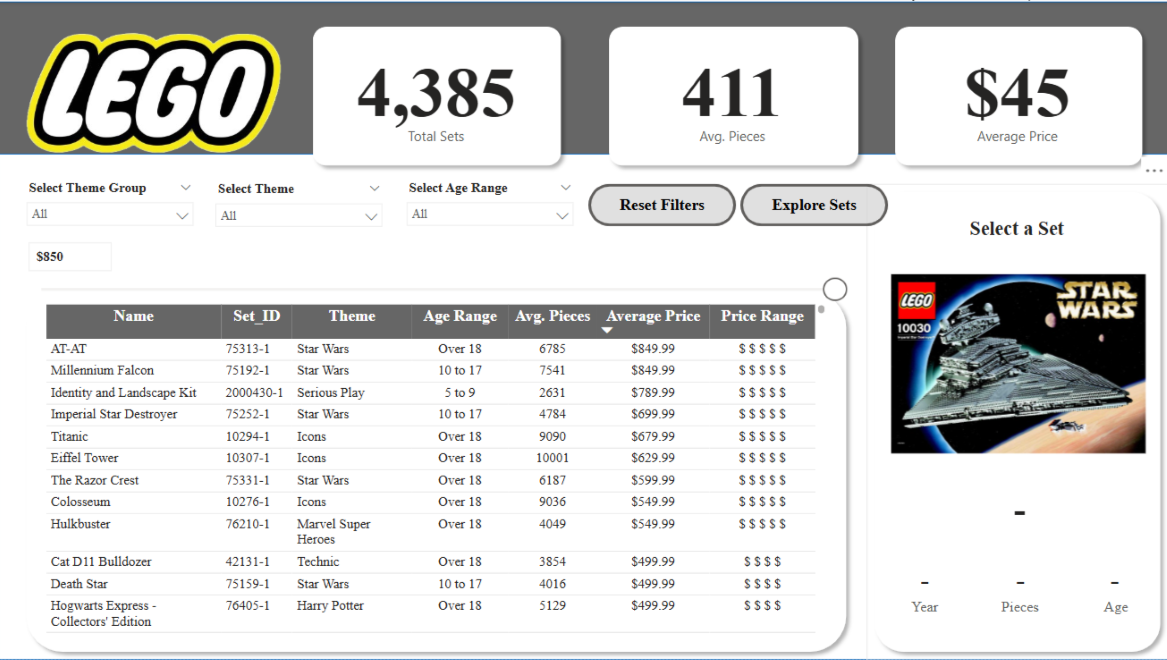 LEGO
4,385
Total Sets
411
Avg. Pieces
$45
Average Price
Select Theme Group
All
Select Theme
All
Select Age Range
All
Reset Filters
Explore Sets
$850
Name Set_ID Theme Age Range Avg. Pieces Average Price Price Range
AT-AT 75313-1 Star Wars Over 18 6785 $849.99 $ $ $ $ $
Millennium Falcon 75192-1 Star Wars 10 to 17 7541 $849.99 $ $ $ $ $
Identity and Landscape Kit 2000430-1 Serious Play 5 to 9 2631 $789.99 $ $ $ $ $
Imperial Star Destroyer 75252-1 Star Wars 10 to 17 4784 $699.99 $ $ $ $ $
Titanic 10294-1 Icons Over 18 9090 $679.99 $ $ $ $ $
Eiffel Tower 10307-1 Icons Over 18 10001 $629.99 $ $ $ $ $
The Razor Crest 75331-1 Star Wars Over 18 6187 $599.99 $ $ $ $ $
Colosseum 10276-1 Icons Over 18 9036 $549.99 $ $ $ $ $
Hulkbuster 76210-1 Marvel Super Over 18 4049 $549.99 $ $ $ $ $
Heroes
Cat D11 Bulldozer 42131-1 Technic Over 18 3854 $499.99 $ $ $ $
Death Star 75159-1 Star Wars 10 to 17 4016 $499.99 $ $ $ $
Hogwarts Express - 76405-1 Harry Potter Over 18 5129 $499.99 $ $ $ $
Collectors' Edition
Select a Set
LEGO
STAR
WARS
10030
-
- - -
Year Pieces Age